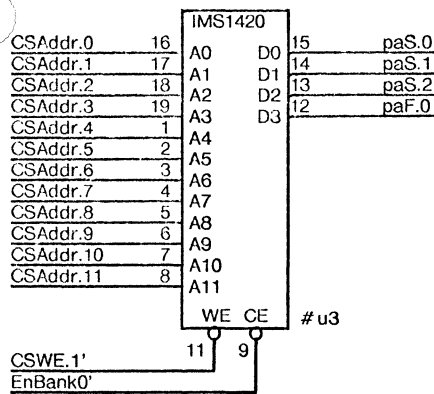 IMS1420
CSAddr.0 16 A0 D0 15 paS.0
CSAddr.1 17 A1 D1 14 paS.1
CSAddr.2 18 A2 D2 13 paS.2
CSAddr.3 19 A3 D3 12 paF.0
CSAddr.4 1 A4
CSAddr.5 2 A5
CSAddr.6 3 A6
CSAddr.7 4 A7
CSAddr.8 5 A8
CSAddr.9 6 A9
CSAddr.10 7 A10
CSAddr.11 8 A11
WE CE # u3
11 9
CSWE.1'
EnBank0'